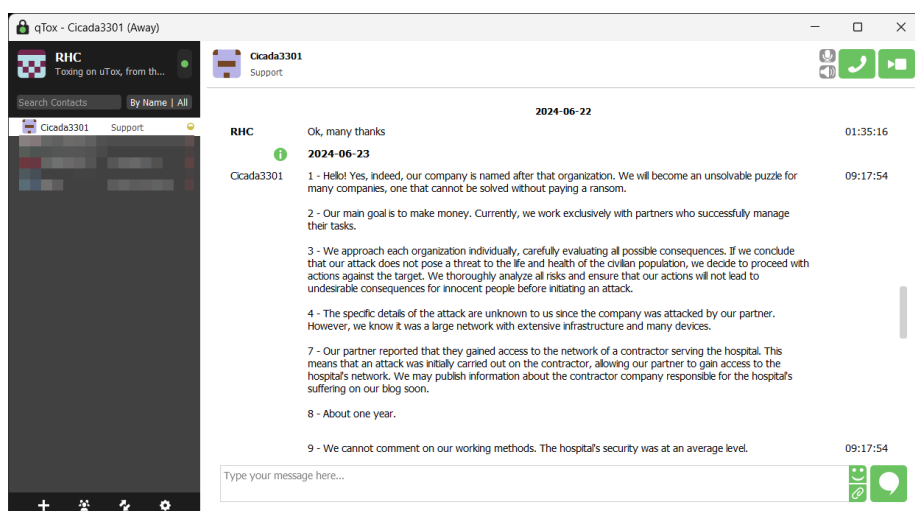 qTox - Cicada3301 (Away)
RHC
Toxing on uTox, from th...
Search Contacts
By Name | All
Cicada3301 Support
Cicada3301
Support
2024-06-22
RHC Ok, many thanks 01:35:16
2024-06-23
Cicada3301 1 - Hello! Yes, indeed, our company is named after that organization. We will become an unsolvable puzzle for 09:17:54
many companies, one that cannot be solved without paying a ransom.
2 - Our main goal is to make money. Currently, we work exclusively with partners who successfully manage
their tasks.
3 - We approach each organization individually, carefully evaluating all possible consequences. If we conclude
that our attack does not pose a threat to the life and health of the civilian population, we decide to proceed with
actions against the target. We thoroughly analyze all risks and ensure that our actions will not lead to
undesirable consequences for innocent people before initiating an attack.
4 - The specific details of the attack are unknown to us since the company was attacked by our partner.
However, we know it was a large network with extensive infrastructure and many devices.
7 - Our partner reported that they gained access to the network of a contractor serving the hospital. This
means that an attack was initially carried out on the contractor, allowing our partner to gain access to the
hospital's network. We may publish information about the contractor company responsible for the hospital's
suffering on our blog soon.
8 - About one year.
9 - We cannot comment on our working methods. The hospital's security was at an average level. 09:17:54
Type your message here...